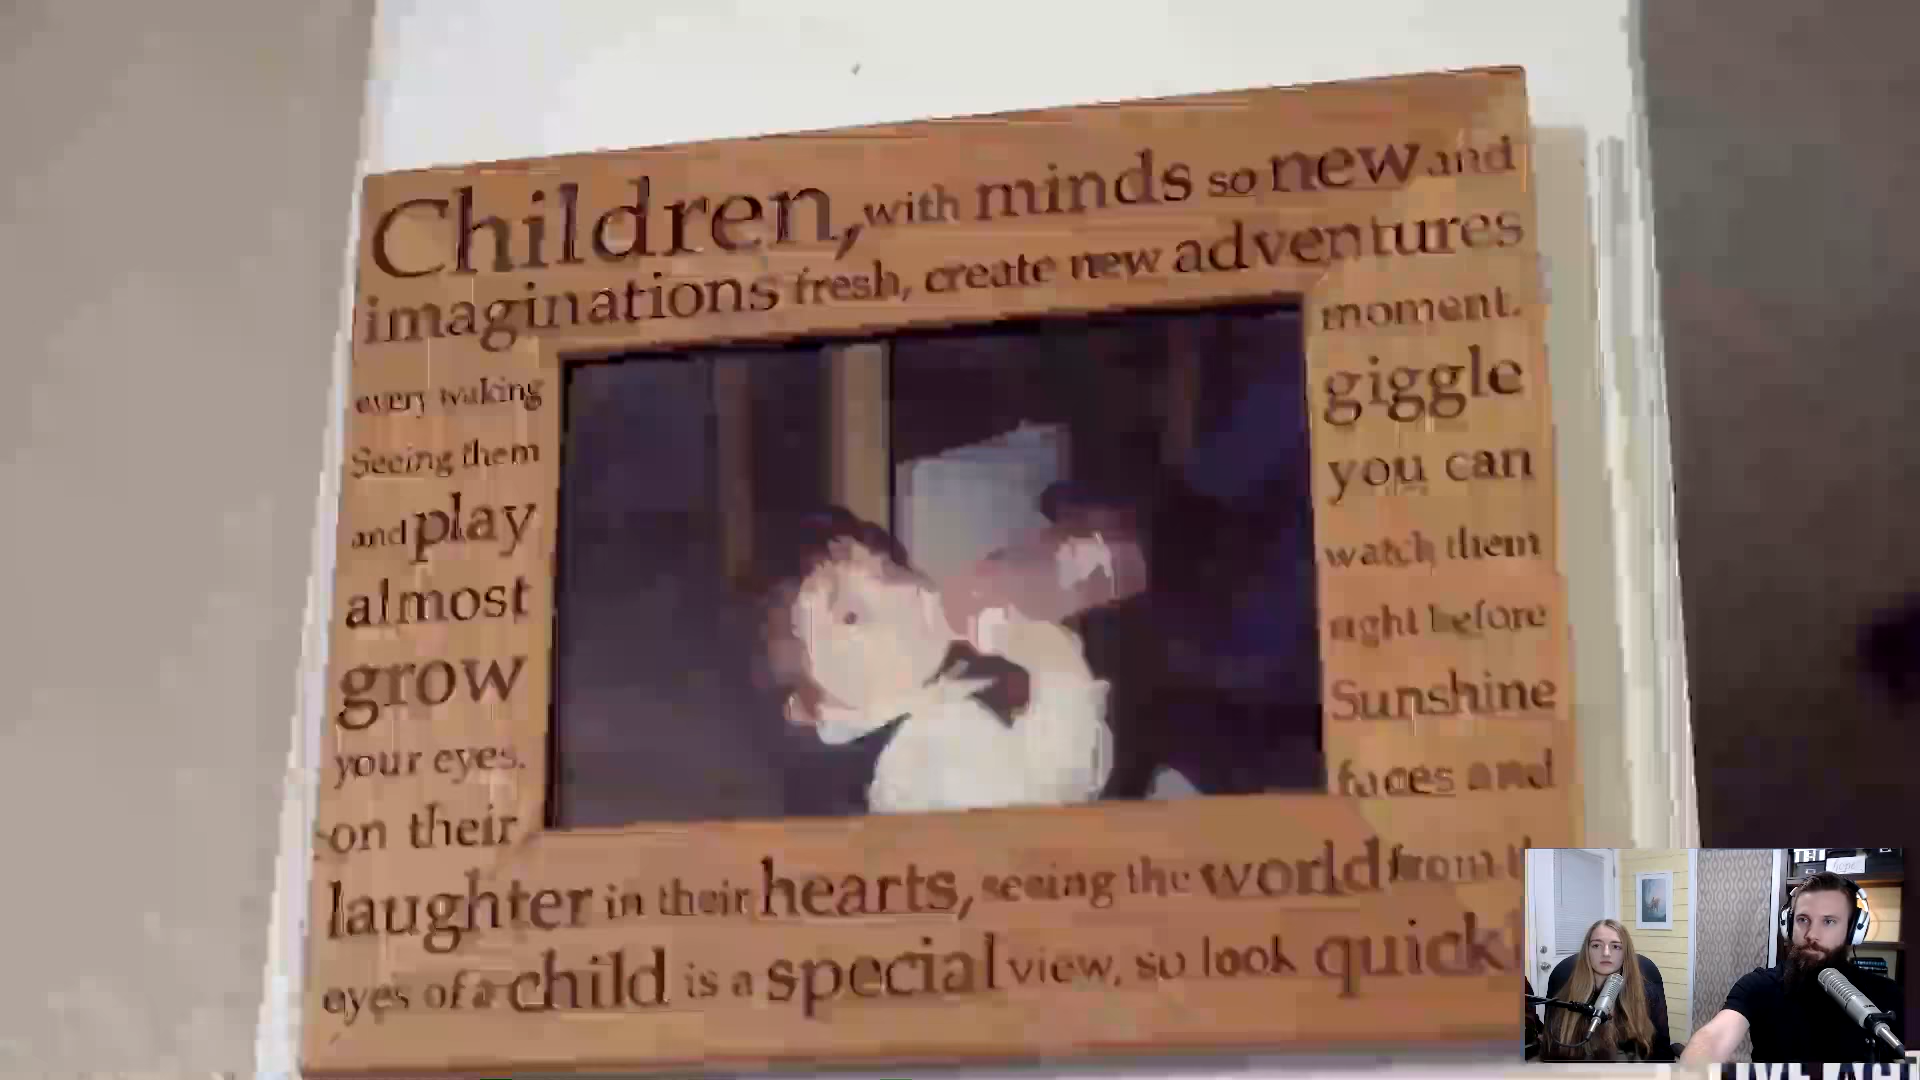 Children, with minds so new and
imaginations fresh, create new adventures
every waking
moment.
Seeing them
giggle
and play
you can
almost
watch them
grow
right before
your eyes.
Sunshine
on their
faces and
laughter in their hearts, seeing the world from
eyes of a child is a special view, so look